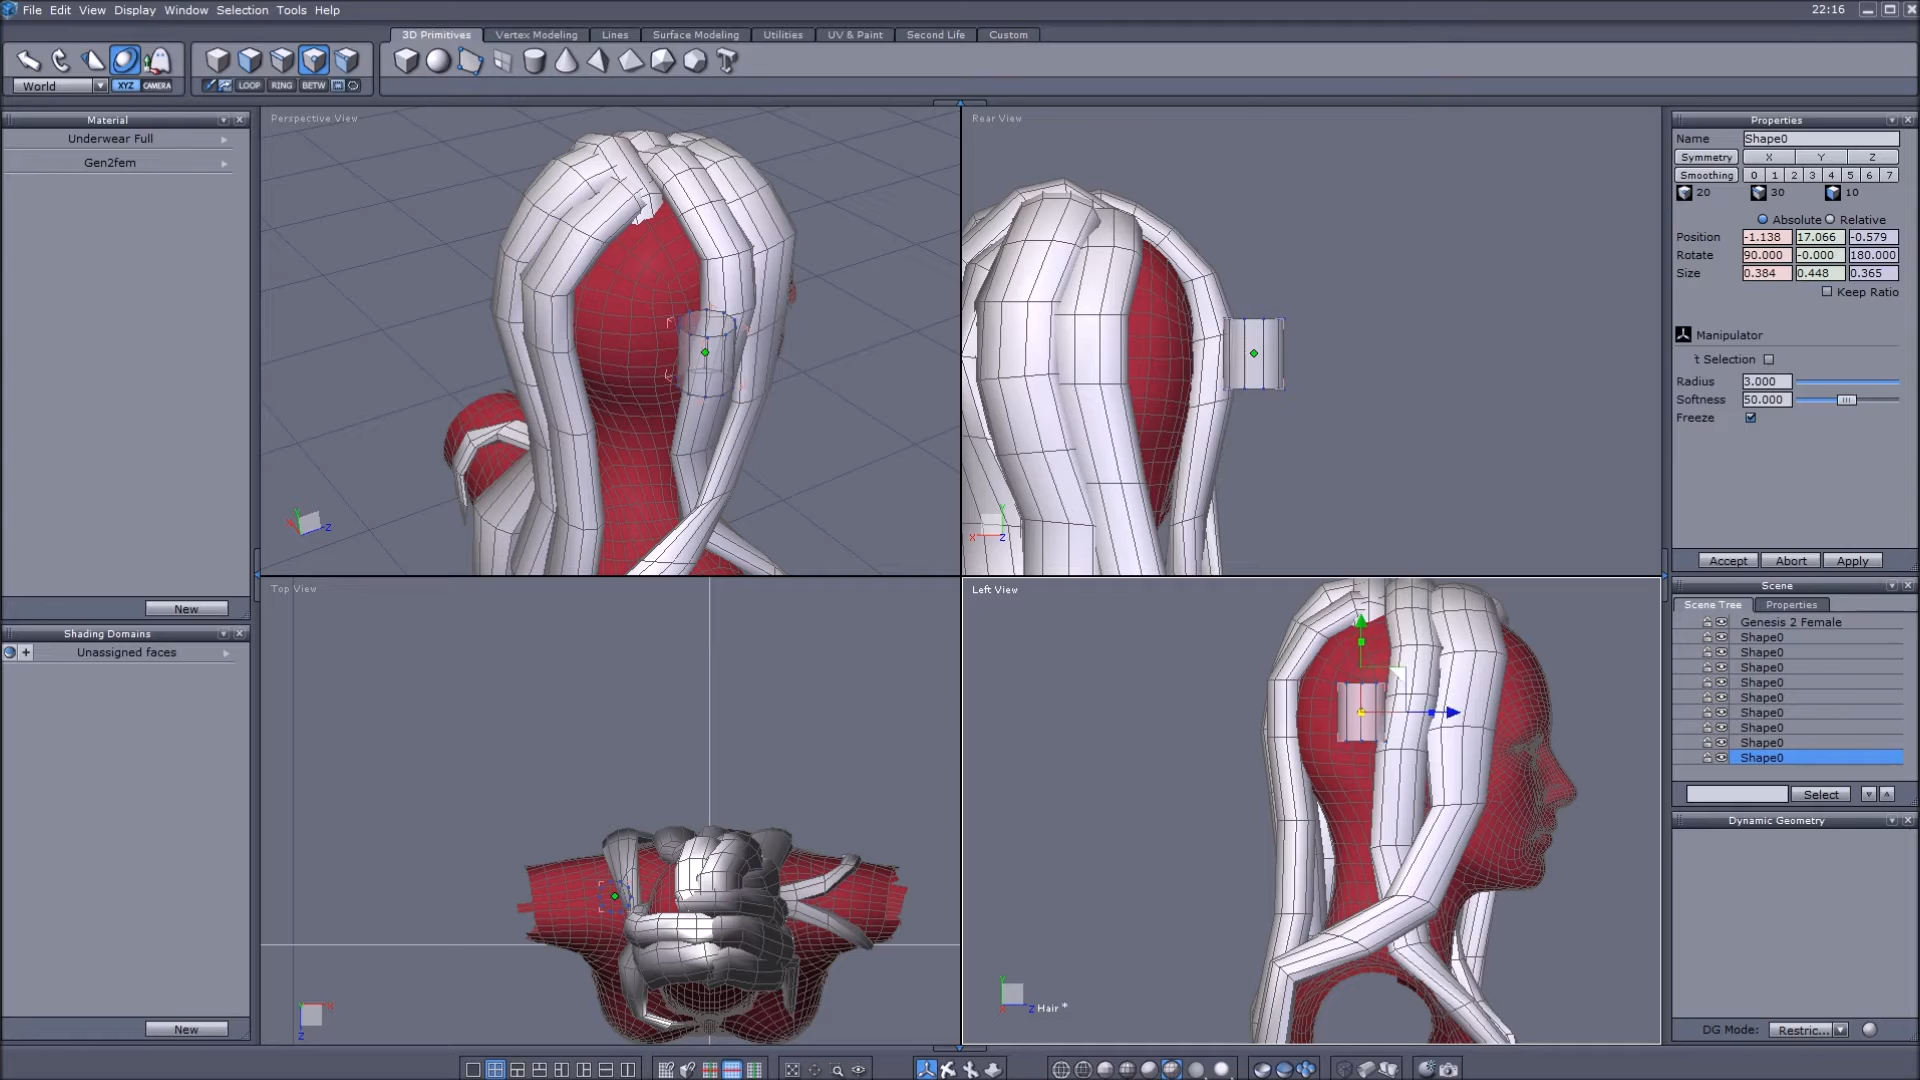 File Edit View Display Window Selection Tools Help
22:16
3D Primitives Vertex Modeling Lines Surface Modeling Utilities UV & Paint Second Life Custom
World XYZ CAMERA LOOP RING BETW
Material
Underwear Full
Gen2fem
New
Shading Domains
+ Unassigned faces
New
Perspective View
Y X Z
Rear View
Y X Z
Top View
X Z
Left View
Y X Z
Hair *
Properties
Name Shape0
Symmetry X Y Z
Smoothing 0 1 2 3 4 5 6 7
20 30 10
Absolute Relative
Position -1.138 17.066 -0.579
Rotate 90.000 -0.000 180.000
Size 0.384 0.448 0.365
Keep Ratio
Manipulator
t Selection
Radius 3.000
Softness 50.000
Freeze
Accept Abort Apply
Scene
Scene Tree Properties
Genesis 2 Female
Shape0
Shape0
Shape0
Shape0
Shape0
Shape0
Shape0
Shape0
Shape0
Select
Dynamic Geometry
DG Mode: Restric...